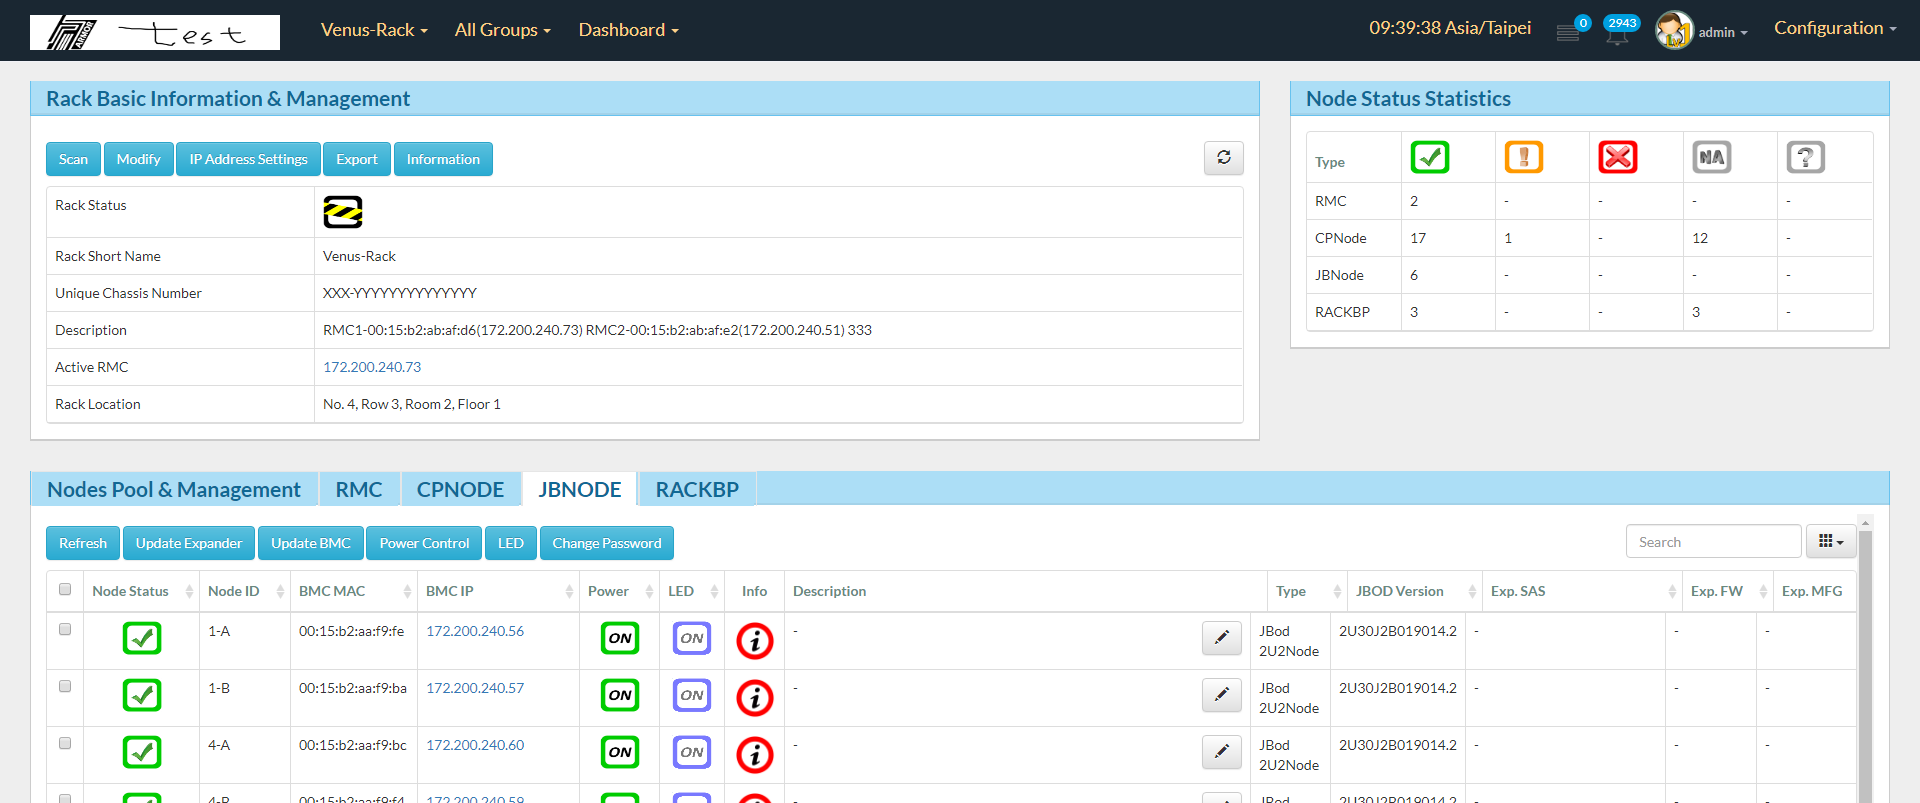 ARMOR test Venus-Rack All Groups Dashboard 09:39:38 Asia/Taipei 0 2943 admin Configuration
Rack Basic Information & Management
Scan Modify IP Address Settings Export Information
Rack Status
Rack Short Name Venus-Rack
Unique Chassis Number XXX-YYYYYYYYYYYYYY
Description RMC1-00:15:b2:ab:af:d6(172.200.240.73) RMC2-00:15:b2:ab:af:e2(172.200.240.51) 333
Active RMC 172.200.240.73
Rack Location No. 4, Row 3, Room 2, Floor 1
Node Status Statistics
Type ! NA ?
RMC 2 - - - -
CPNode 17 1 - 12 -
JBNode 6 - - - -
RACKBP 3 - - 3 -
Nodes Pool & Management RMC CPNODE JBNODE RACKBP
Refresh Update Expander Update BMC Power Control LED Change Password Search
Node Status Node ID BMC MAC BMC IP Power LED Info Description Type JBOD Version Exp. SAS Exp. FW Exp. MFG
1-A 00:15:b2:aa:f9:fe 172.200.240.56 ON ON i - JBod 2U30J2B019014.2 - - -
2U2Node
1-B 00:15:b2:aa:f9:ba 172.200.240.57 ON ON i - JBod 2U30J2B019014.2 - - -
2U2Node
4-A 00:15:b2:aa:f9:bc 172.200.240.60 ON ON i - JBod 2U30J2B019014.2 - - -
2U2Node
4-B 00:15:b2:aa:f9:f4 172.200.240.59 - JBod 2U30J2B019014.2 - - -